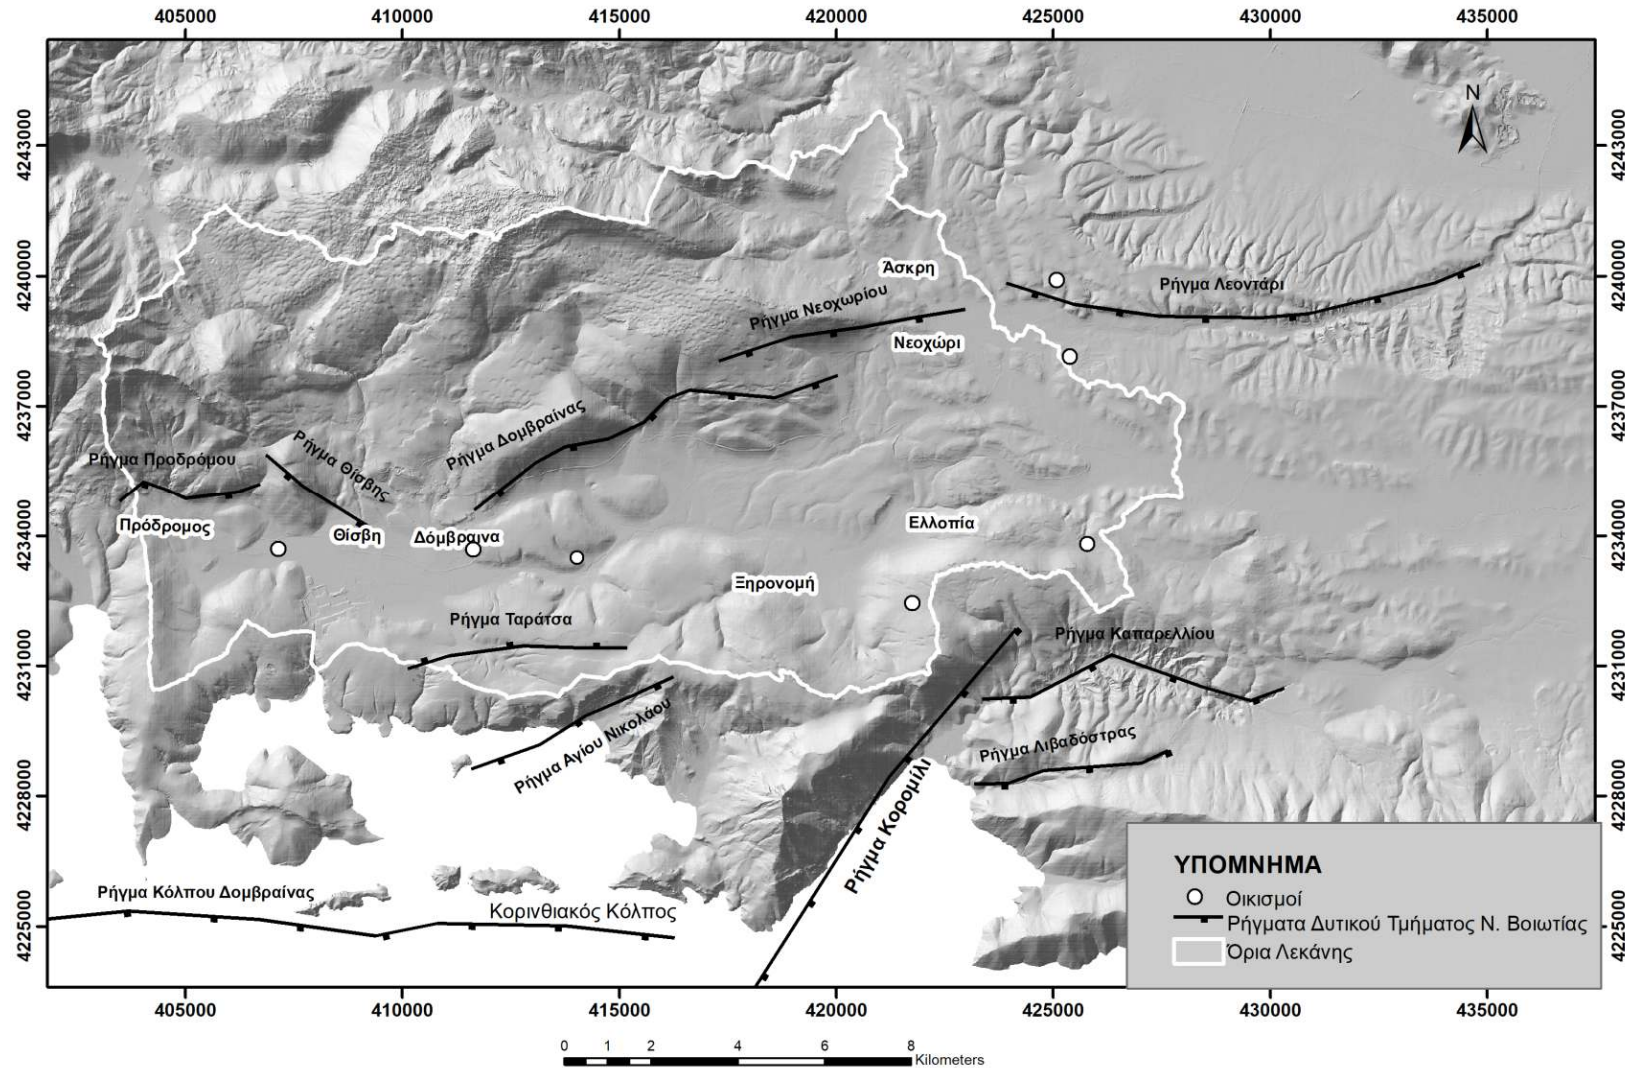 405000 410000 415000 420000 425000 430000 435000
4243000 4243000
N
4240000 4240000
Άσκρη
Ρήγμα Λεοντάρι
Ρήγμα Νεοχωρίου
Νεοχώρι
4237000 4237000
Ρήγμα Δομβραίνας
Ρήγμα Θίσβης
Ρήγμα Προδρόμου
Πρόδρομος
Θίσβη
Δόμβραινα
Ελλοπία
4234000 4234000
Ξηρονομή
Ρήγμα Ταράτσα
Ρήγμα Καπαρελλίου
4231000 4231000
Ρήγμα Αγίου Νικολάου
Ρήγμα Λιβαδόστρας
Ρήγμα Κορομίλι
4228000 4228000
Ρήγμα Κόλπου Δομβραίνας
Κορινθιακός Κόλπος
4225000 4225000
ΥΠΟΜΝΗΜΑ
Οικισμοί
Ρήγματα Δυτικού Τμήματος Ν. Βοιωτίας
Όρια Λεκάνης
405000 410000 415000 420000 425000 430000 435000
0 1 2 4 6 8
Kilometers